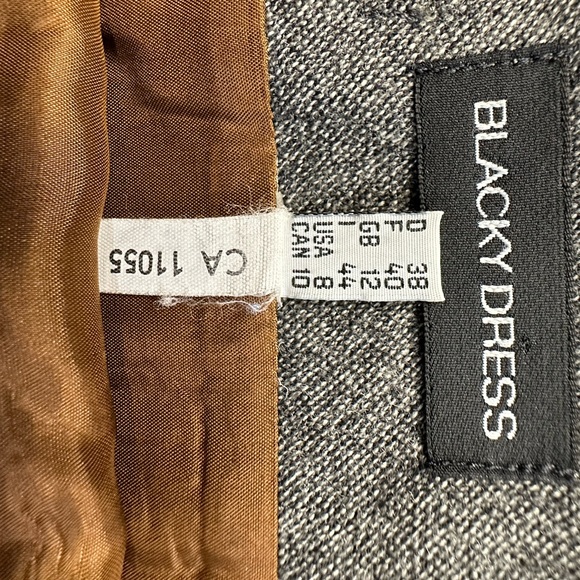 BLACKY DRESS
D 38
F 40
I 44
GB 12
USA 8
CAN 10
CA 11055